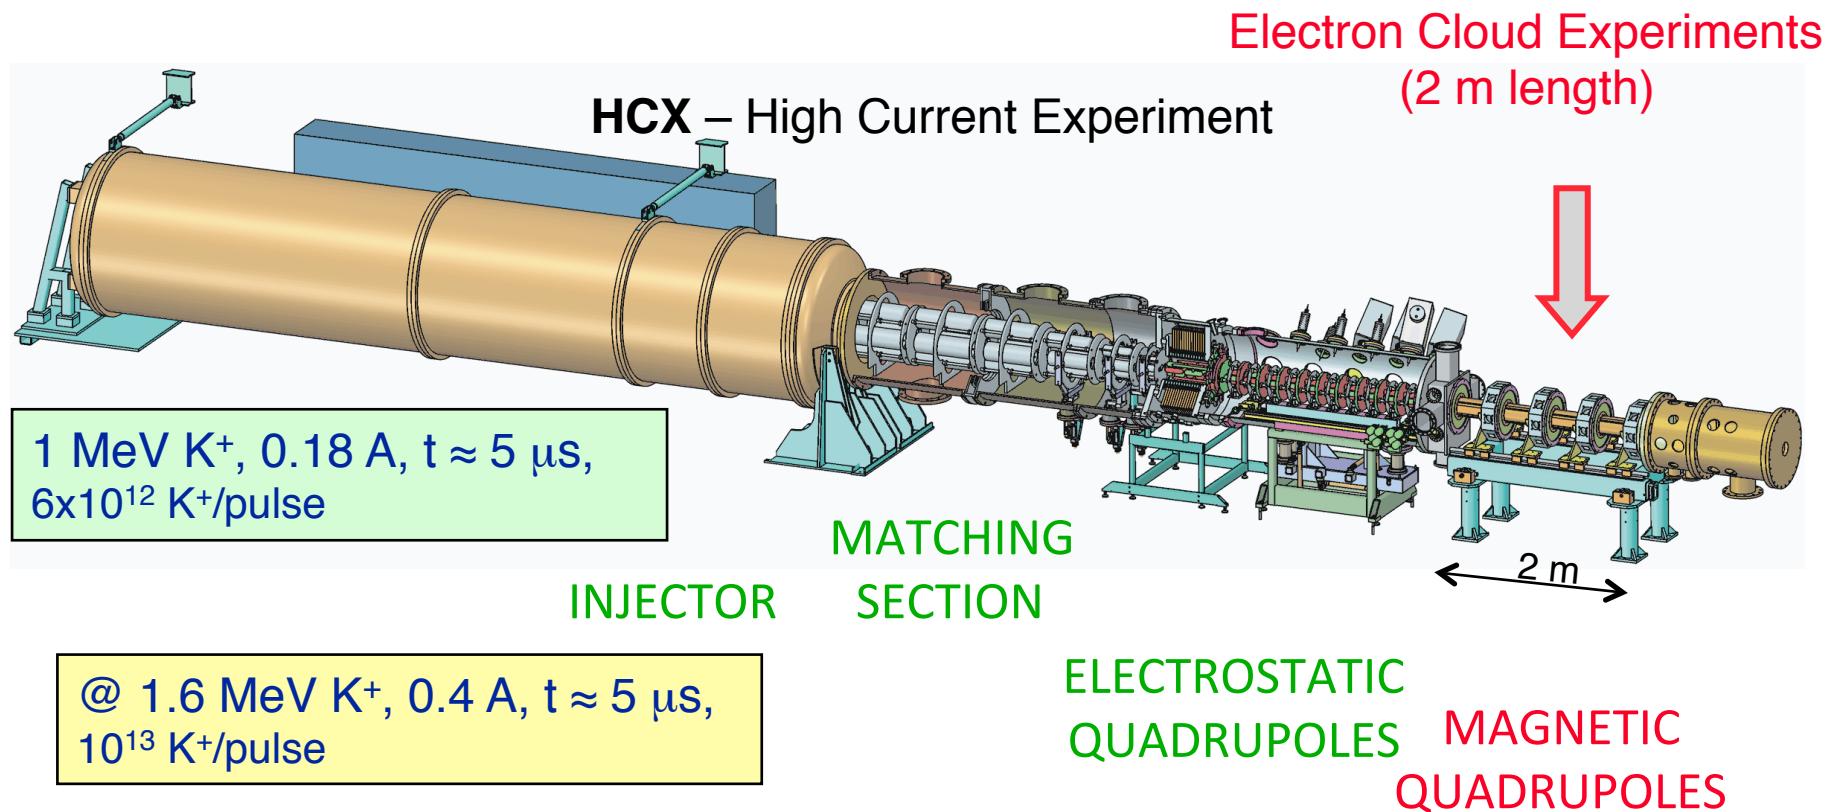 Electron Cloud Experiments
(2 m length)
HCX – High Current Experiment
1 MeV K⁺, 0.18 A, t ≈ 5 μs,
6x10¹² K⁺/pulse
2 m
MATCHING
INJECTOR SECTION
@ 1.6 MeV K⁺, 0.4 A, t ≈ 5 μs,
10¹³ K⁺/pulse
ELECTROSTATIC
QUADRUPOLES
MAGNETIC
QUADRUPOLES